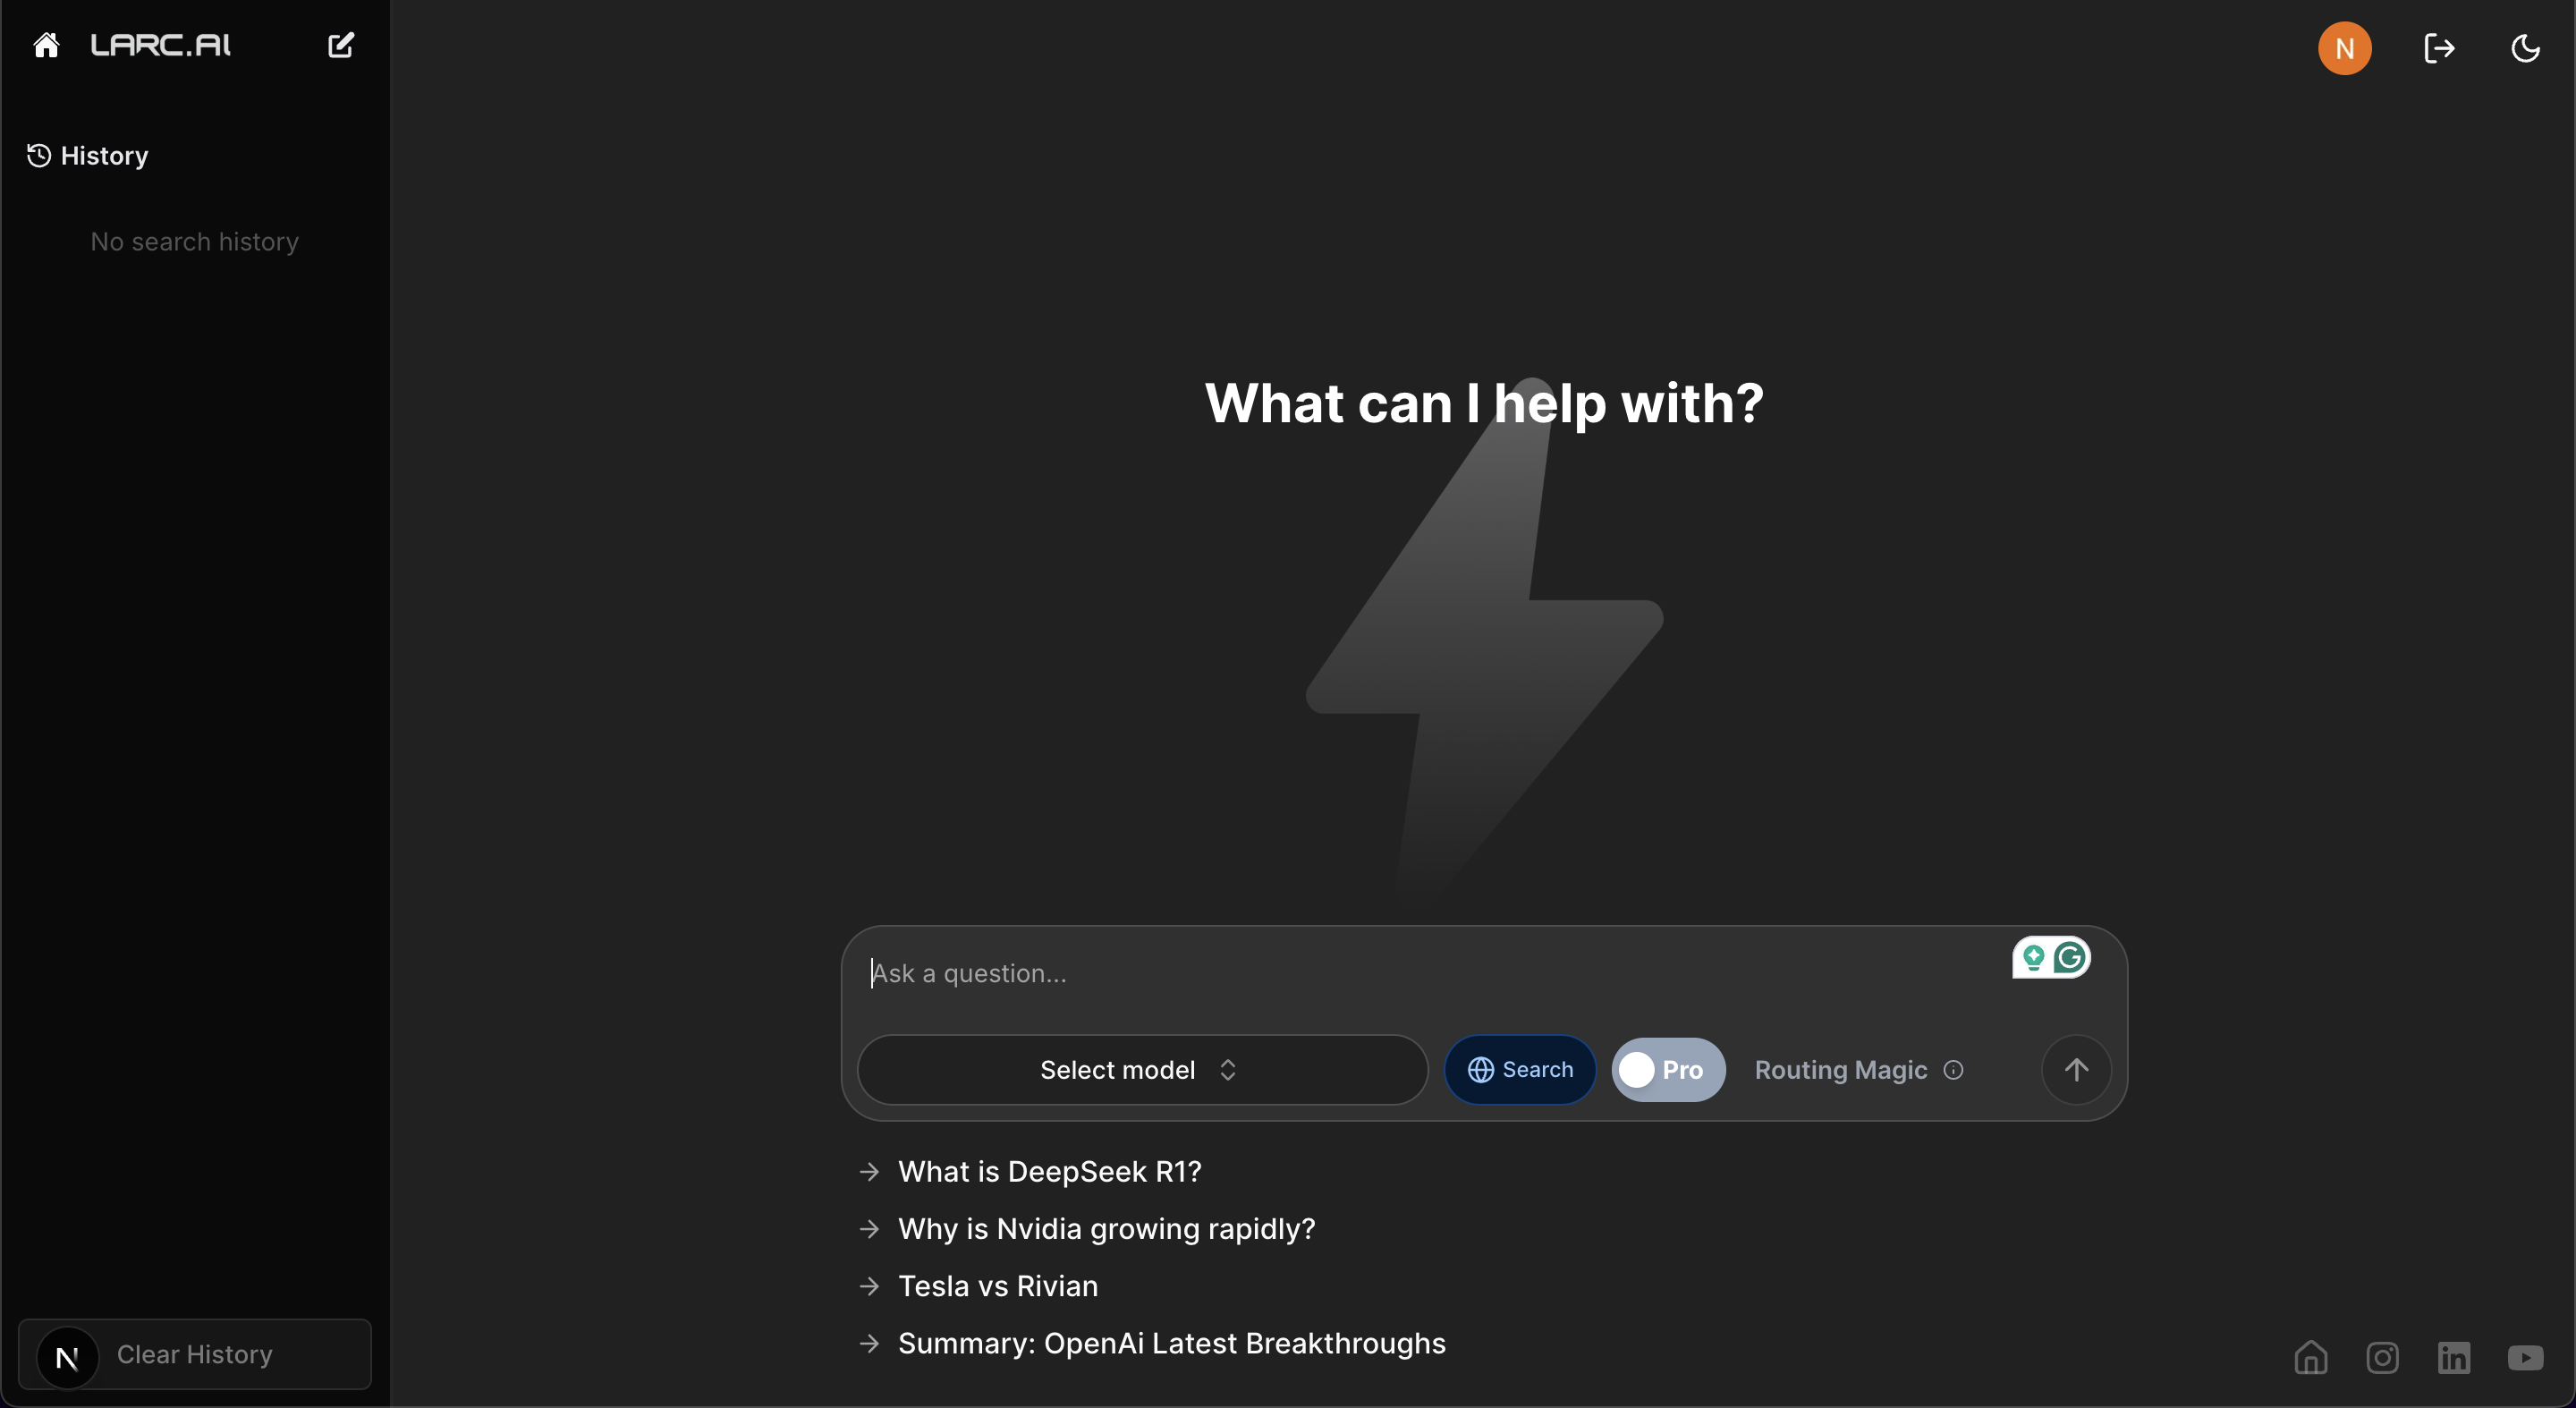 LARC.AI
N
History
No search history
What can I help with?
Ask a question...
Select model
Search
Pro
Routing Magic
What is DeepSeek R1?
Why is Nvidia growing rapidly?
Tesla vs Rivian
Summary: OpenAi Latest Breakthroughs
N
Clear History